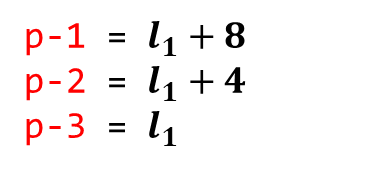 p-1 = l₁ + 8
p-2 = l₁ + 4
p-3 = l₁